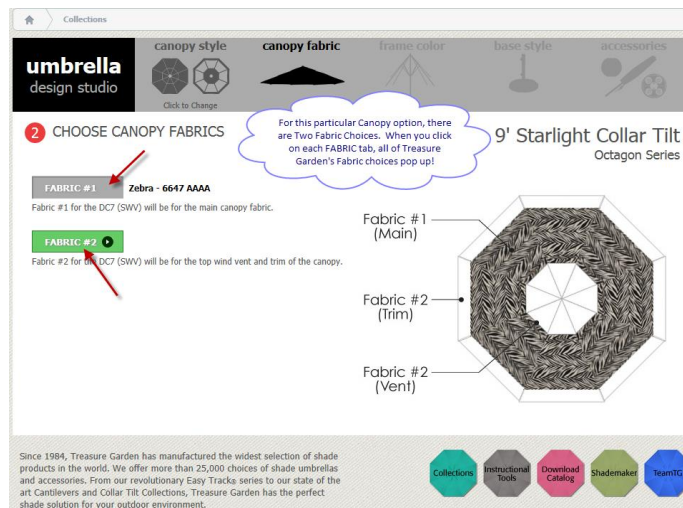 Collections
umbrella
design studio
canopy style
Click to Change
canopy fabric
frame color
base style
accessories
2 CHOOSE CANOPY FABRICS
For this particular Canopy option, there
are Two Fabric Choices. When you click
on each FABRIC tab, all of Treasure
Garden's Fabric choices pop up!
9' Starlight Collar Tilt
Octagon Series
FABRIC #1 Zebra - 6647 AAAA
Fabric #1 for the DC7 (SWV) will be for the main canopy fabric.
FABRIC #2
Fabric #2 for the DC7 (SWV) will be for the top wind vent and trim of the canopy.
Fabric #1
(Main)
Fabric #2
(Trim)
Fabric #2
(Vent)
Since 1984, Treasure Garden has manufactured the widest selection of shade
products in the world. We offer more than 25,000 choices of shade umbrellas
and accessories. From our revolutionary Easy Track® series to our state of the
art Cantilevers and Collar Tilt Collections, Treasure Garden has the perfect
shade solution for your outdoor environment.
Collections
Instructional
Tools
Download
Catalog
Shademaker
TeamTG